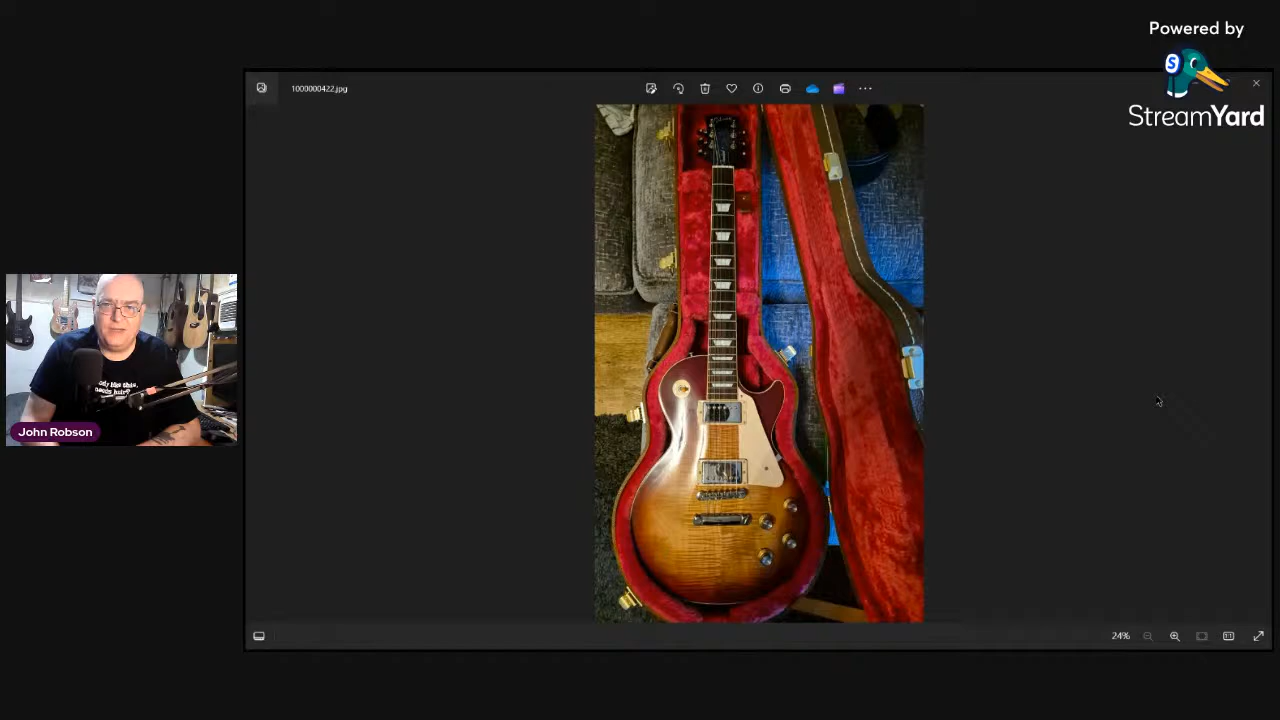 Powered by
StreamYard
1000000422.jpg
John Robson
24%